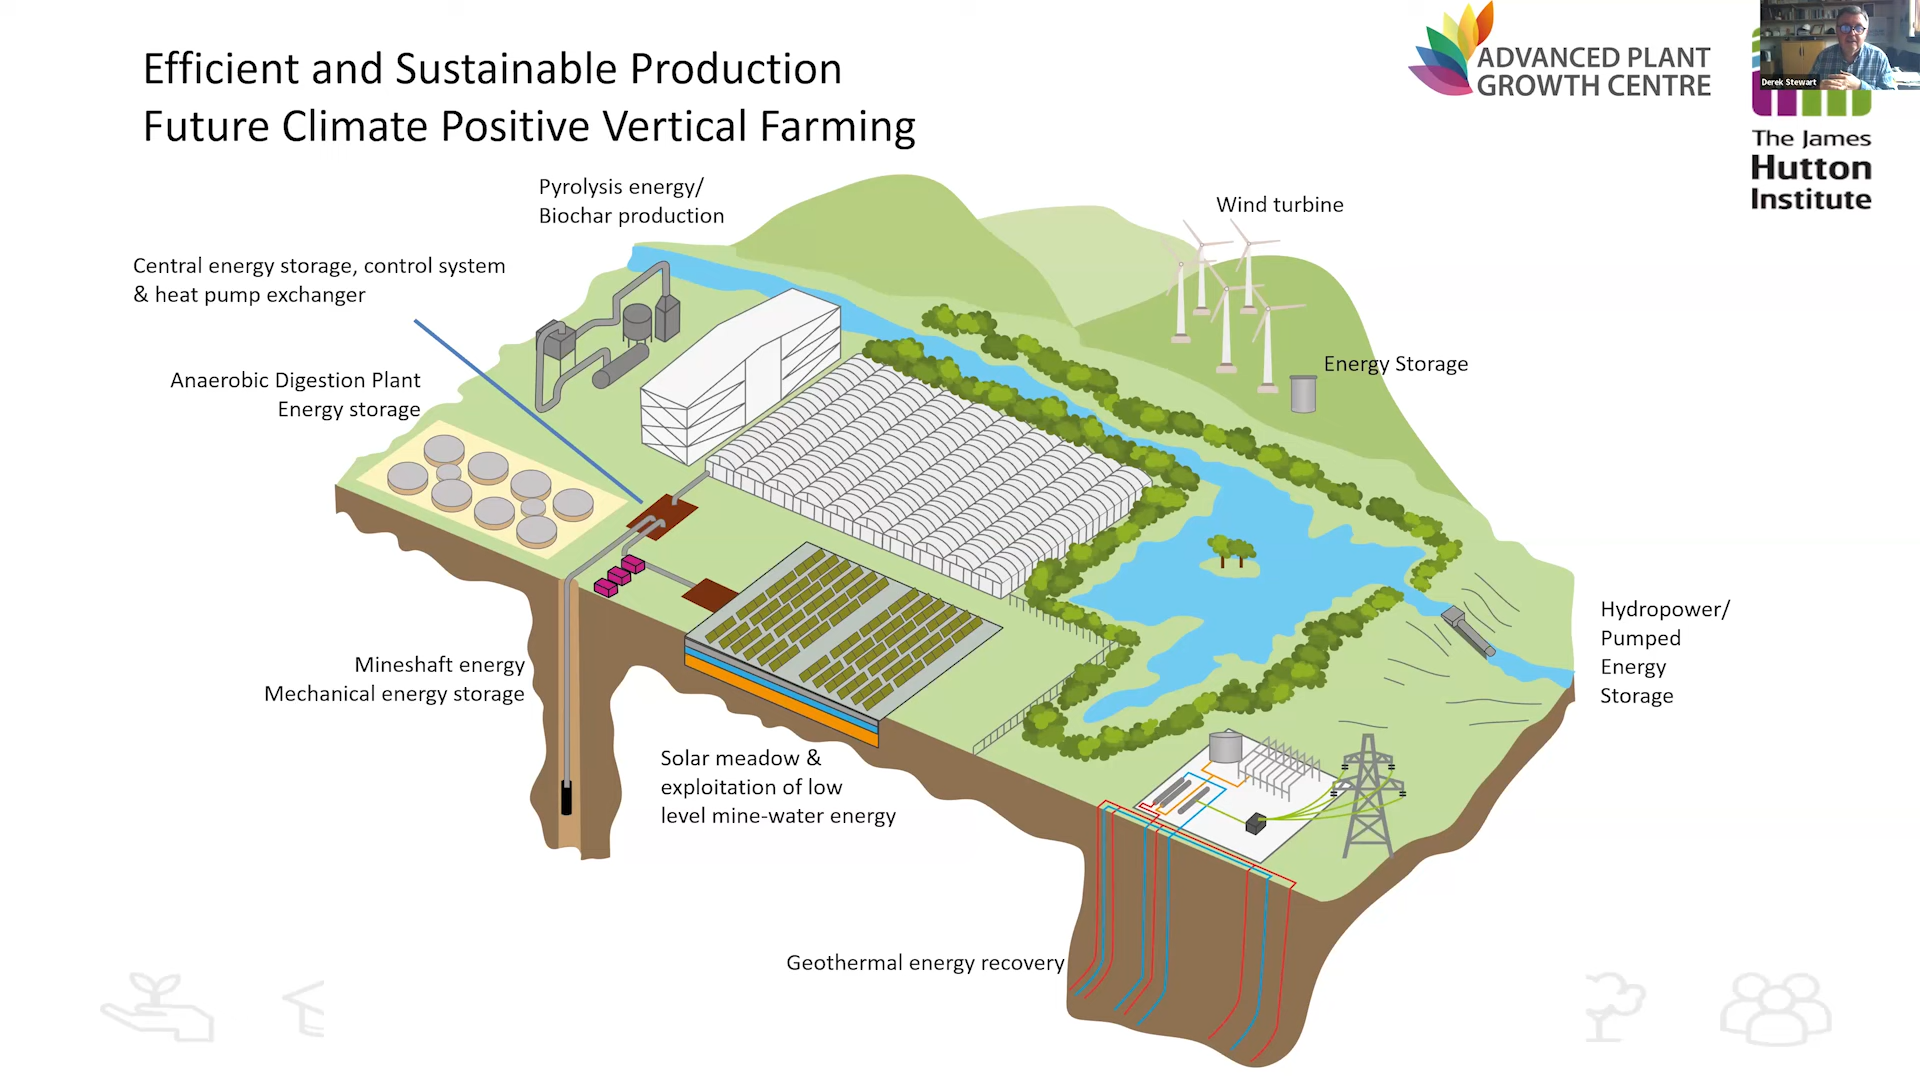 Efficient and Sustainable Production
Future Climate Positive Vertical Farming
ADVANCED PLANT
GROWTH CENTRE
Derek Stewart
The James
Hutton
Institute
Pyrolysis energy/
Biochar production
Wind turbine
Central energy storage, control system
& heat pump exchanger
Energy Storage
Anaerobic Digestion Plant
Energy storage
Hydropower/
Pumped
Energy
Storage
Mineshaft energy
Mechanical energy storage
Solar meadow &
exploitation of low
level mine-water energy
Geothermal energy recovery